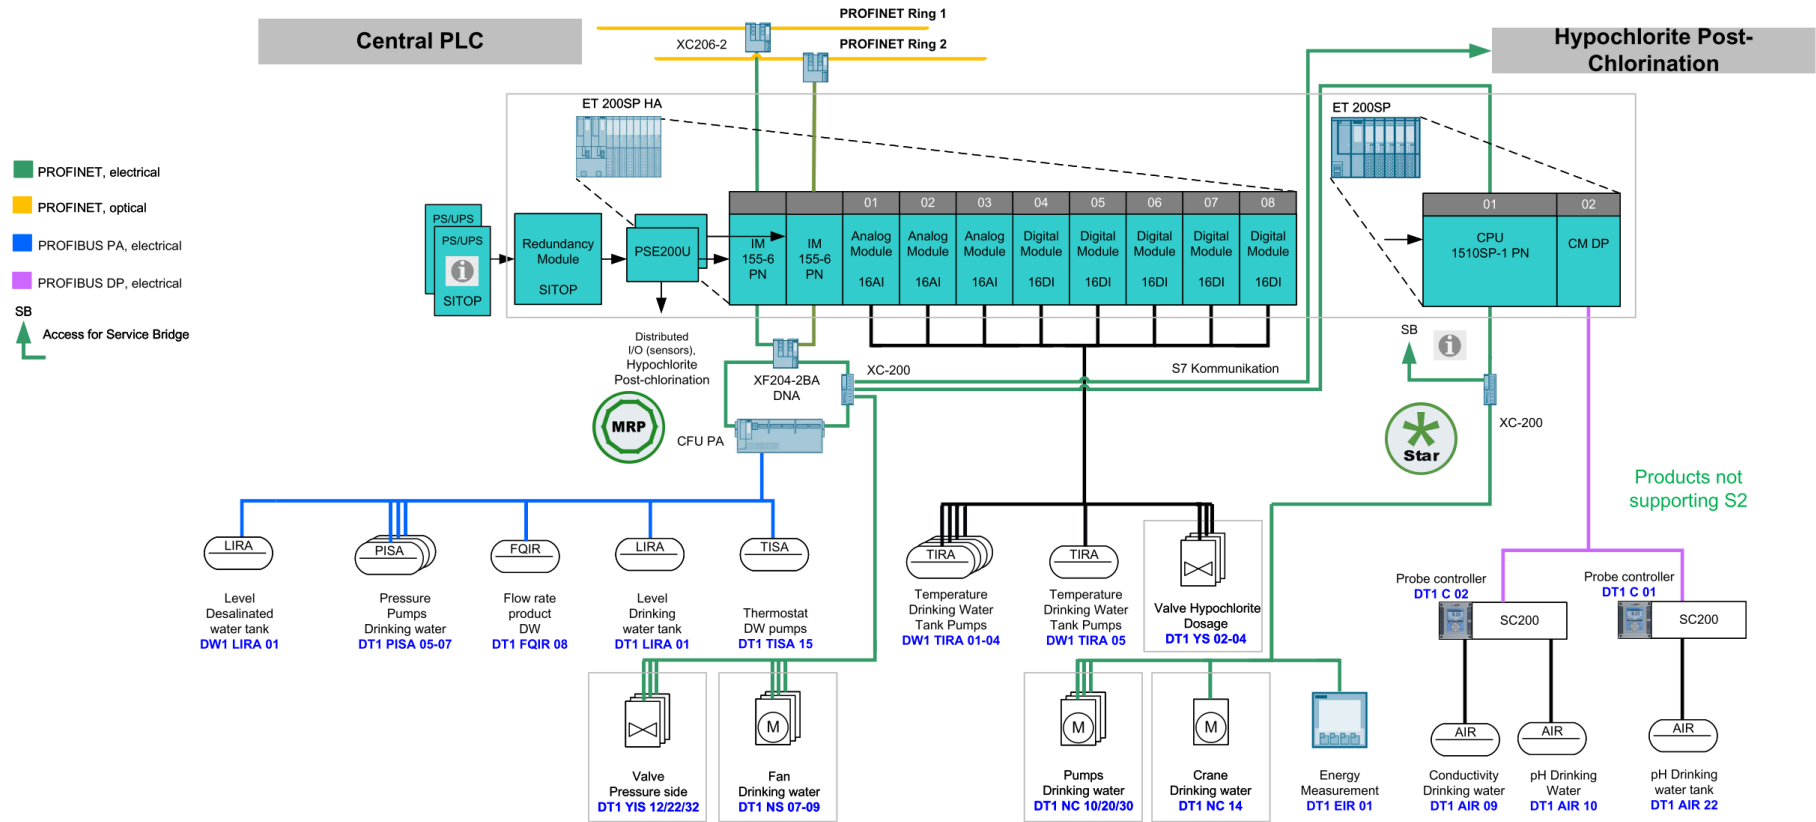 Central PLC
PROFINET Ring 1
XC206-2
PROFINET Ring 2
Hypochlorite Post-
Chlorination
ET 200SP HA
ET 200SP
PROFINET, electrical
PROFINET, optical
PROFIBUS PA, electrical
PROFIBUS DP, electrical
SB
Access for Service Bridge
PS/UPS
PS/UPS
SITOP
Redundancy
Module
SITOP
PSE200U
IM
155-6
PN
IM
155-6
PN
01
Analog
Module
16AI
02
Analog
Module
16AI
03
Analog
Module
16AI
04
Digital
Module
16DI
05
Digital
Module
16DI
06
Digital
Module
16DI
07
Digital
Module
16DI
08
Digital
Module
16DI
01
CPU
1510SP-1 PN
02
CM DP
Distributed
I/O (sensors),
Hypochlorite
Post-chlorination
MRP
XF204-2BA
DNA
XC-200
CFU PA
S7 Kommunikation
SB
XC-200
Star
Products not
supporting S2
LIRA
Level
Desalinated
water tank
DW1 LIRA 01
PISA
Pressure
Pumps
Drinking water
DT1 PISA 05-07
FQIR
Flow rate
product
DW
DT1 FQIR 08
LIRA
Level
Drinking
water tank
DT1 LIRA 01
TISA
Thermostat
DW pumps
DT1 TISA 15
TIRA
Temperature
Drinking Water
Tank Pumps
DW1 TIRA 01-04
TIRA
Temperature
Drinking Water
Tank Pumps
DW1 TIRA 05
Valve Hypochlorite
Dosage
DT1 YS 02-04
Probe controller
DT1 C 02
SC200
Probe controller
DT1 C 01
SC200
Valve
Pressure side
DT1 YIS 12/22/32
M
Fan
Drinking water
DT1 NS 07-09
M
Pumps
Drinking water
DT1 NC 10/20/30
M
Crane
Drinking water
DT1 NC 14
Energy
Measurement
DT1 EIR 01
AIR
Conductivity
Drinking water
DT1 AIR 09
AIR
pH Drinking
Water
DT1 AIR 10
AIR
pH Drinking
water tank
DT1 AIR 22